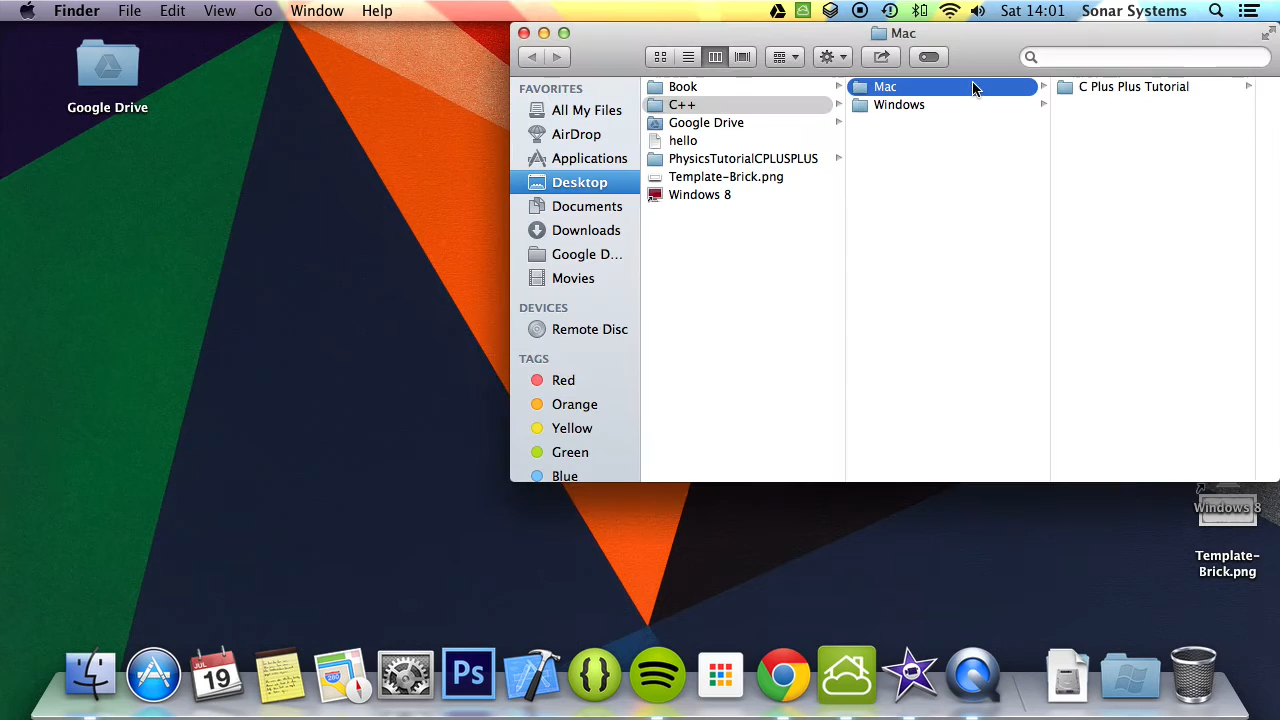 Finder File Edit View Go Window Help Sat 14:01 Sonar Systems
Google Drive
Mac
FAVORITES
All My Files
AirDrop
Applications
Desktop
Documents
Downloads
Google D...
Movies
DEVICES
Remote Disc
TAGS
Red
Orange
Yellow
Green
Blue
Book
C++
Google Drive
hello
PhysicsTutorialCPLUSPLUS
Template-Brick.png
Windows 8
Mac
Windows
C Plus Plus Tutorial
Windows 8
Template-
Brick.png
JUL
19
280
Ps